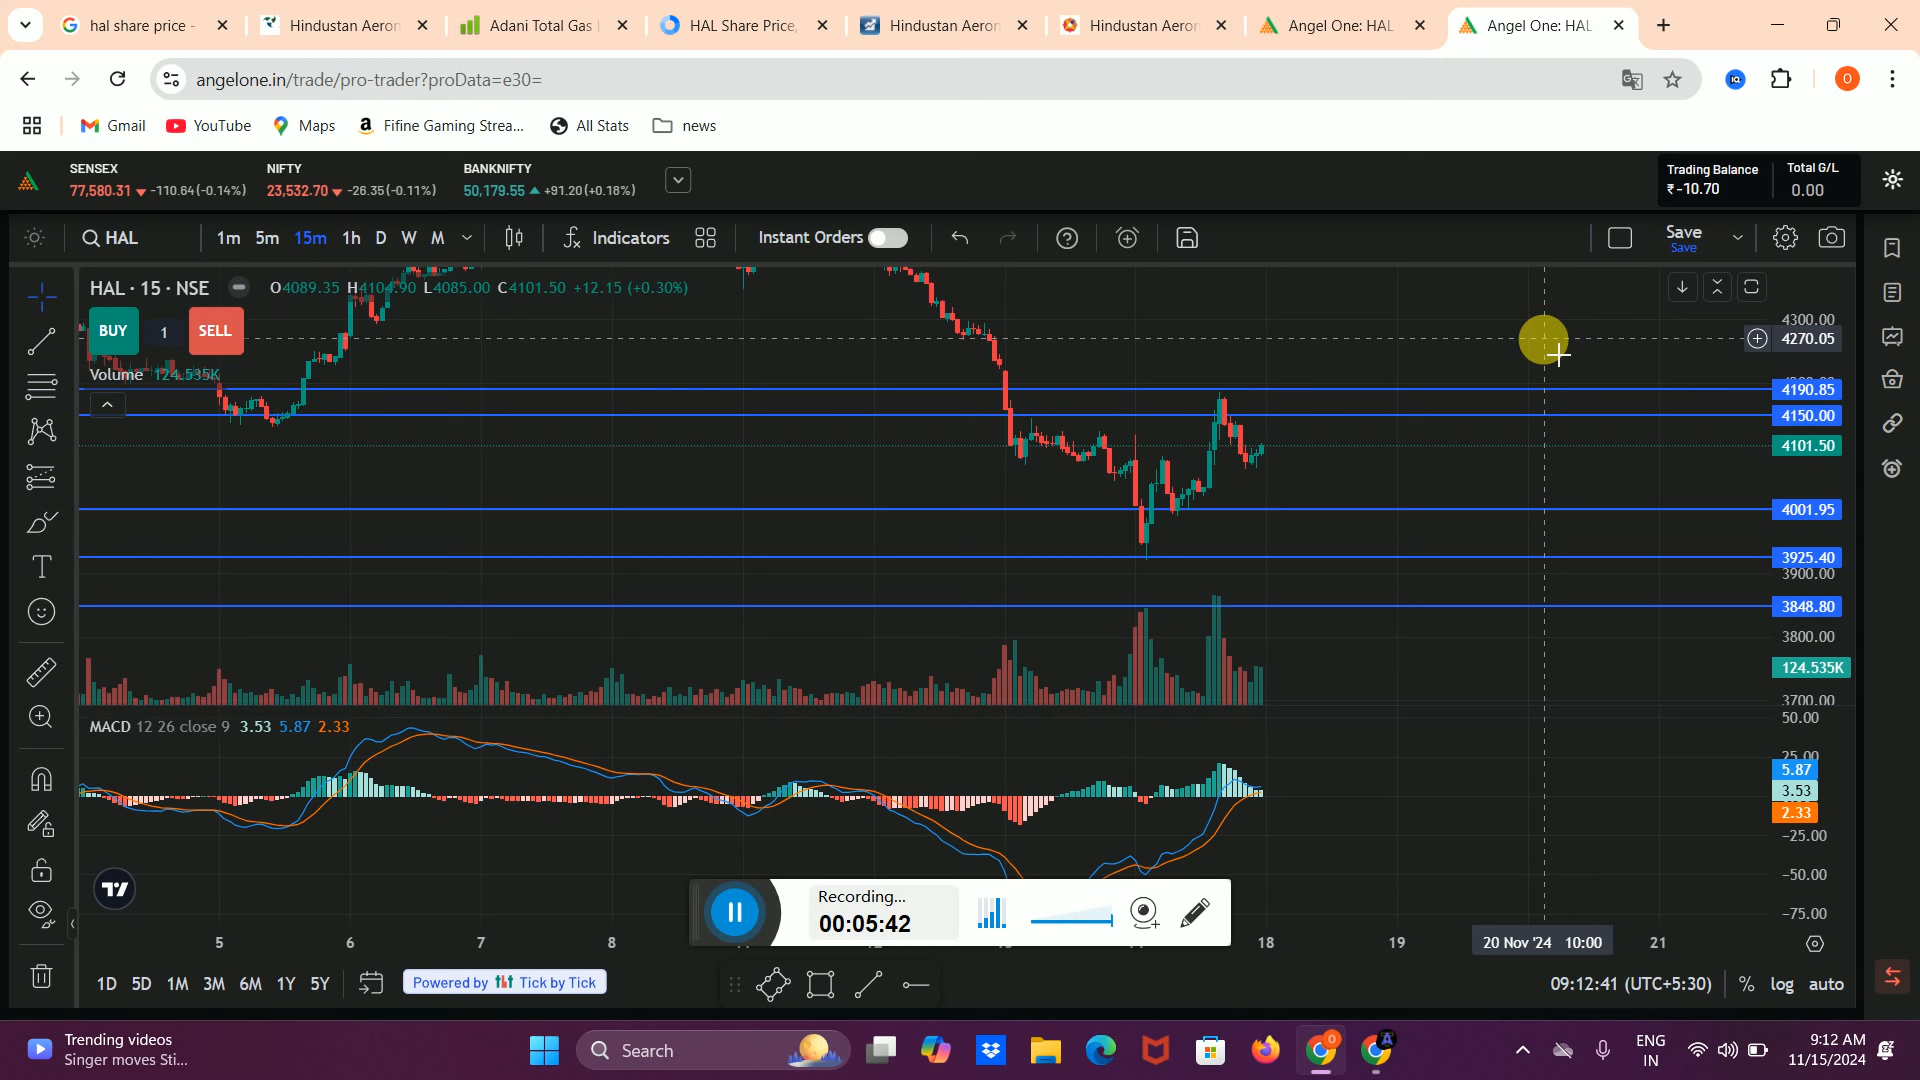 hal share price -
Hindustan Aeron
Adani Total Gas
HAL Share Price,
Hindustan Aeron
Hindustan Aeron
Angel One: HAL
Angel One: HAL
angelone.in/trade/pro-trader?proData=e30=
O
Gmail
YouTube
Maps
Fifine Gaming Strea...
All Stats
news
SENSEX
77,580.31 -110.64(-0.14%)
NIFTY
23,532.70 -26.35(-0.11%)
BANKNIFTY
50,179.55 +91.20(+0.18%)
Trading Balance
₹-10.70
Total G/L
0.00
HAL
1m 5m 15m 1h D W M
Indicators
Instant Orders
Save
Save
HAL · 15 · NSE O4089.35 H4104.90 L4085.00 C4101.50 +12.15 (+0.30%)
BUY 1 SELL
Volume 124.535K
4300.00
4270.05
4190.85
4150.00
4101.50
4001.95
3925.40
3900.00
3848.80
3800.00
124.535K
3700.00
MACD 12 26 close 9 3.53 5.87 2.33
50.00
25.00
5.87
3.53
2.33
-25.00
-50.00
-75.00
Recording...
00:05:42
5 6 7 8 18 19 20 Nov '24 10:00 21
1D 5D 1M 3M 6M 1Y 5Y
Powered by Tick by Tick
09:12:41 (UTC+5:30) % log auto
Trending videos
Singer moves Sti...
Search
ENG
IN
9:12 AM
11/15/2024